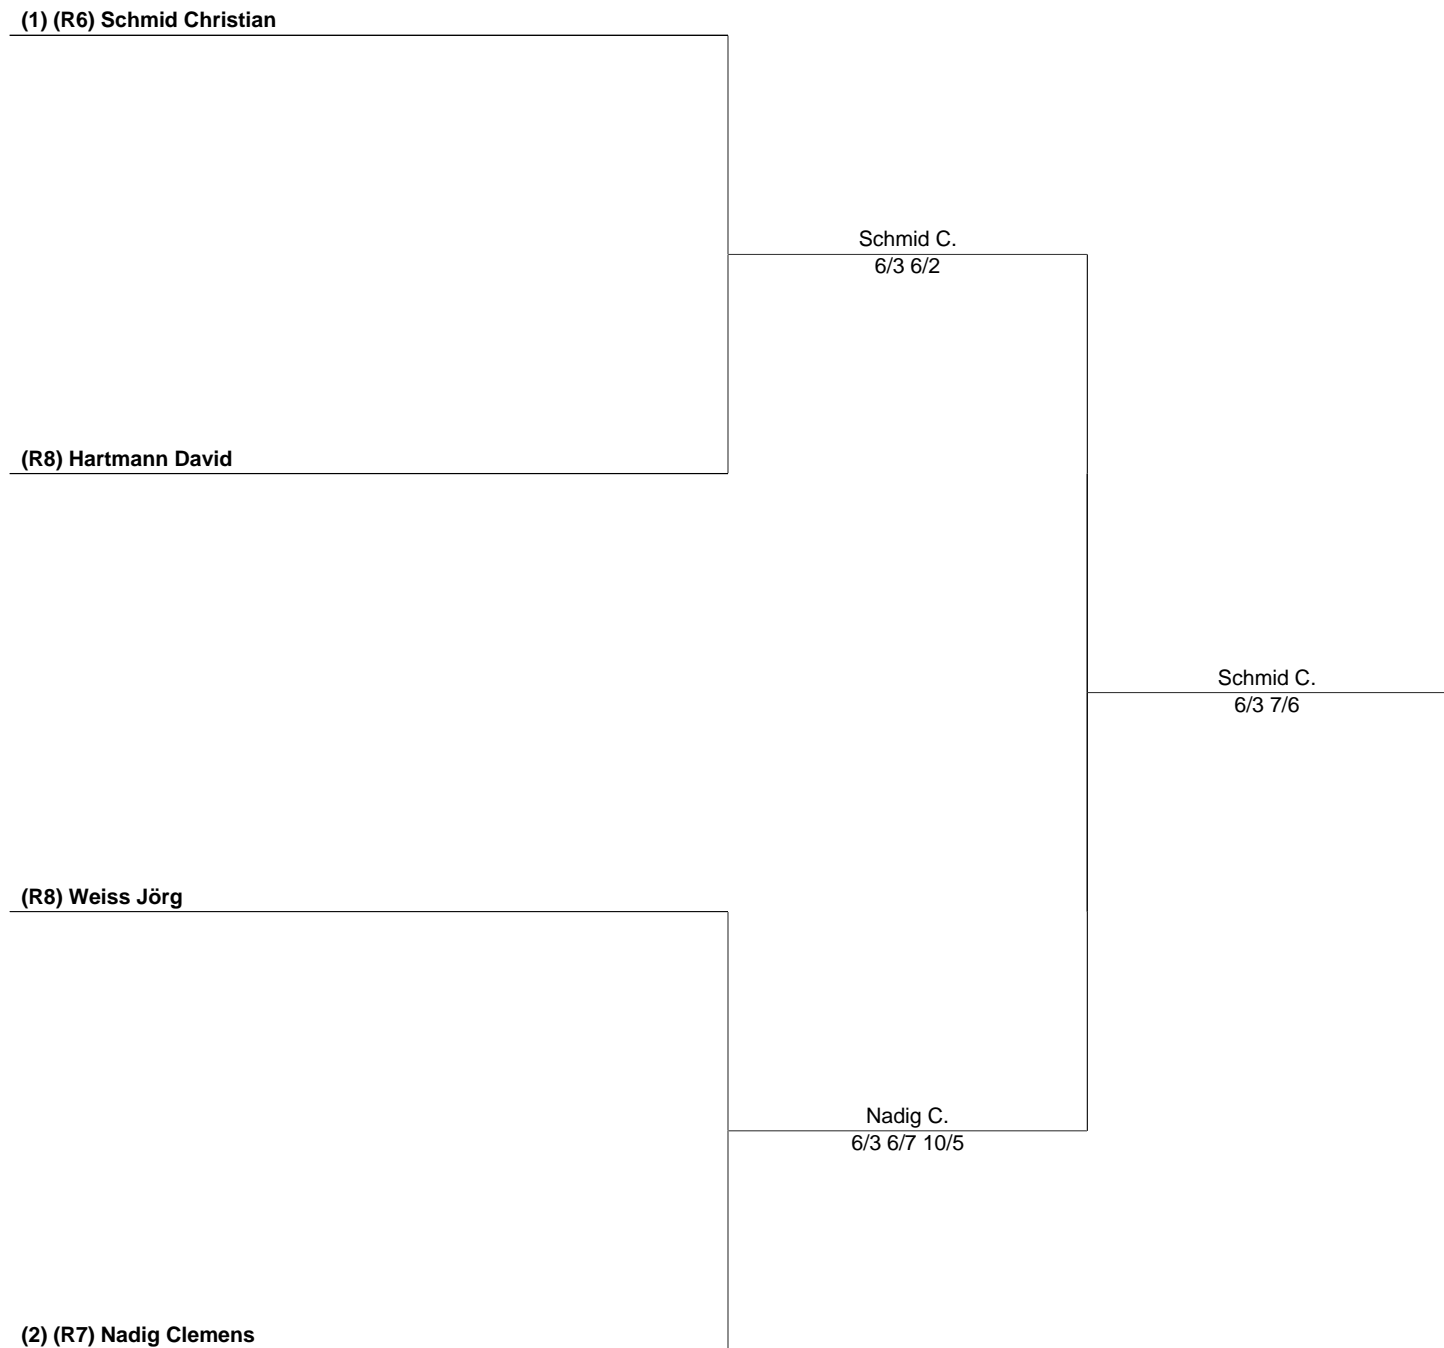 (1) (R6) Schmid Christian
Schmid C.
6/3 6/2
(R8) Hartmann David
Schmid C.
6/3 7/6
(R8) Weiss Jörg
Nadig C.
6/3 6/7 10/5
(2) (R7) Nadig Clemens